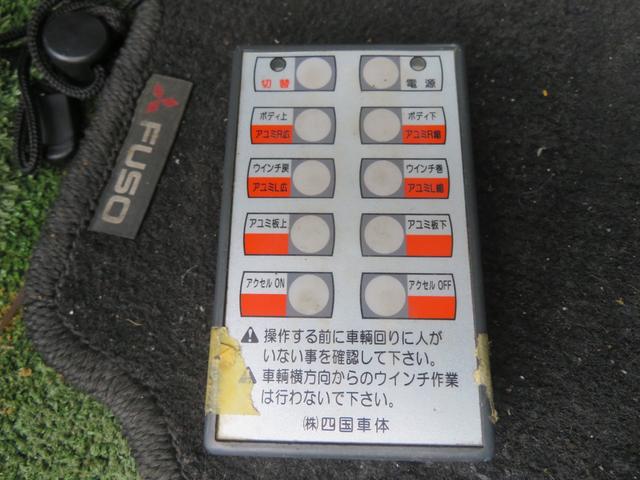 FUSO
切替
電源
ボディ上
アユミR広
ボディ下
アユミR縮
ウインチ戻
アユミL広
ウインチ巻
アユミL縮
アユミ板上
アユミ板下
アクセル ON
アクセル OFF
操作する前に車輌回りに人が
いない事を確認して下さい。
車輌横方向からのウインチ作業
は行わないで下さい。
㈱四国車体